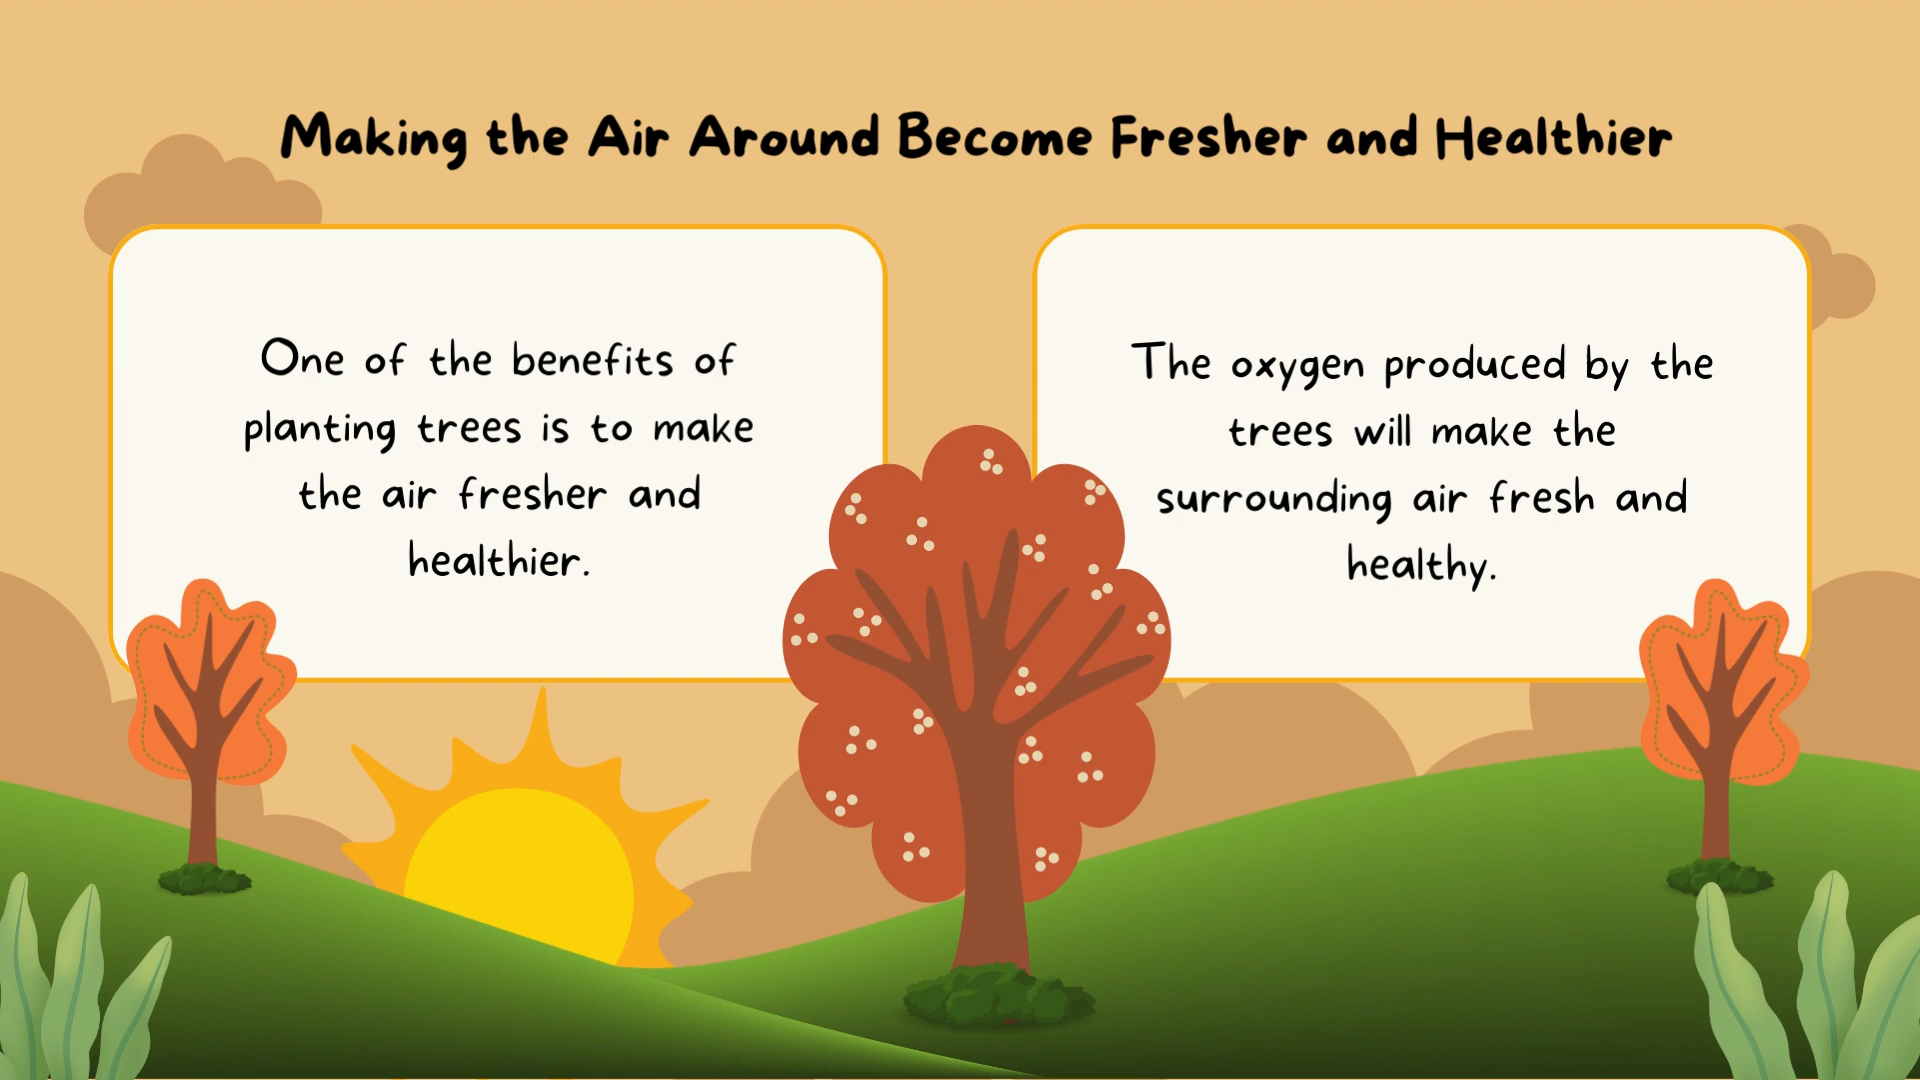 Making the Air Around Become Fresher and Healthier
One of the benefits of
planting trees is to make
the air fresher and
healthier.
The oxygen produced by the
trees will make the
surrounding air fresh and
healthy.